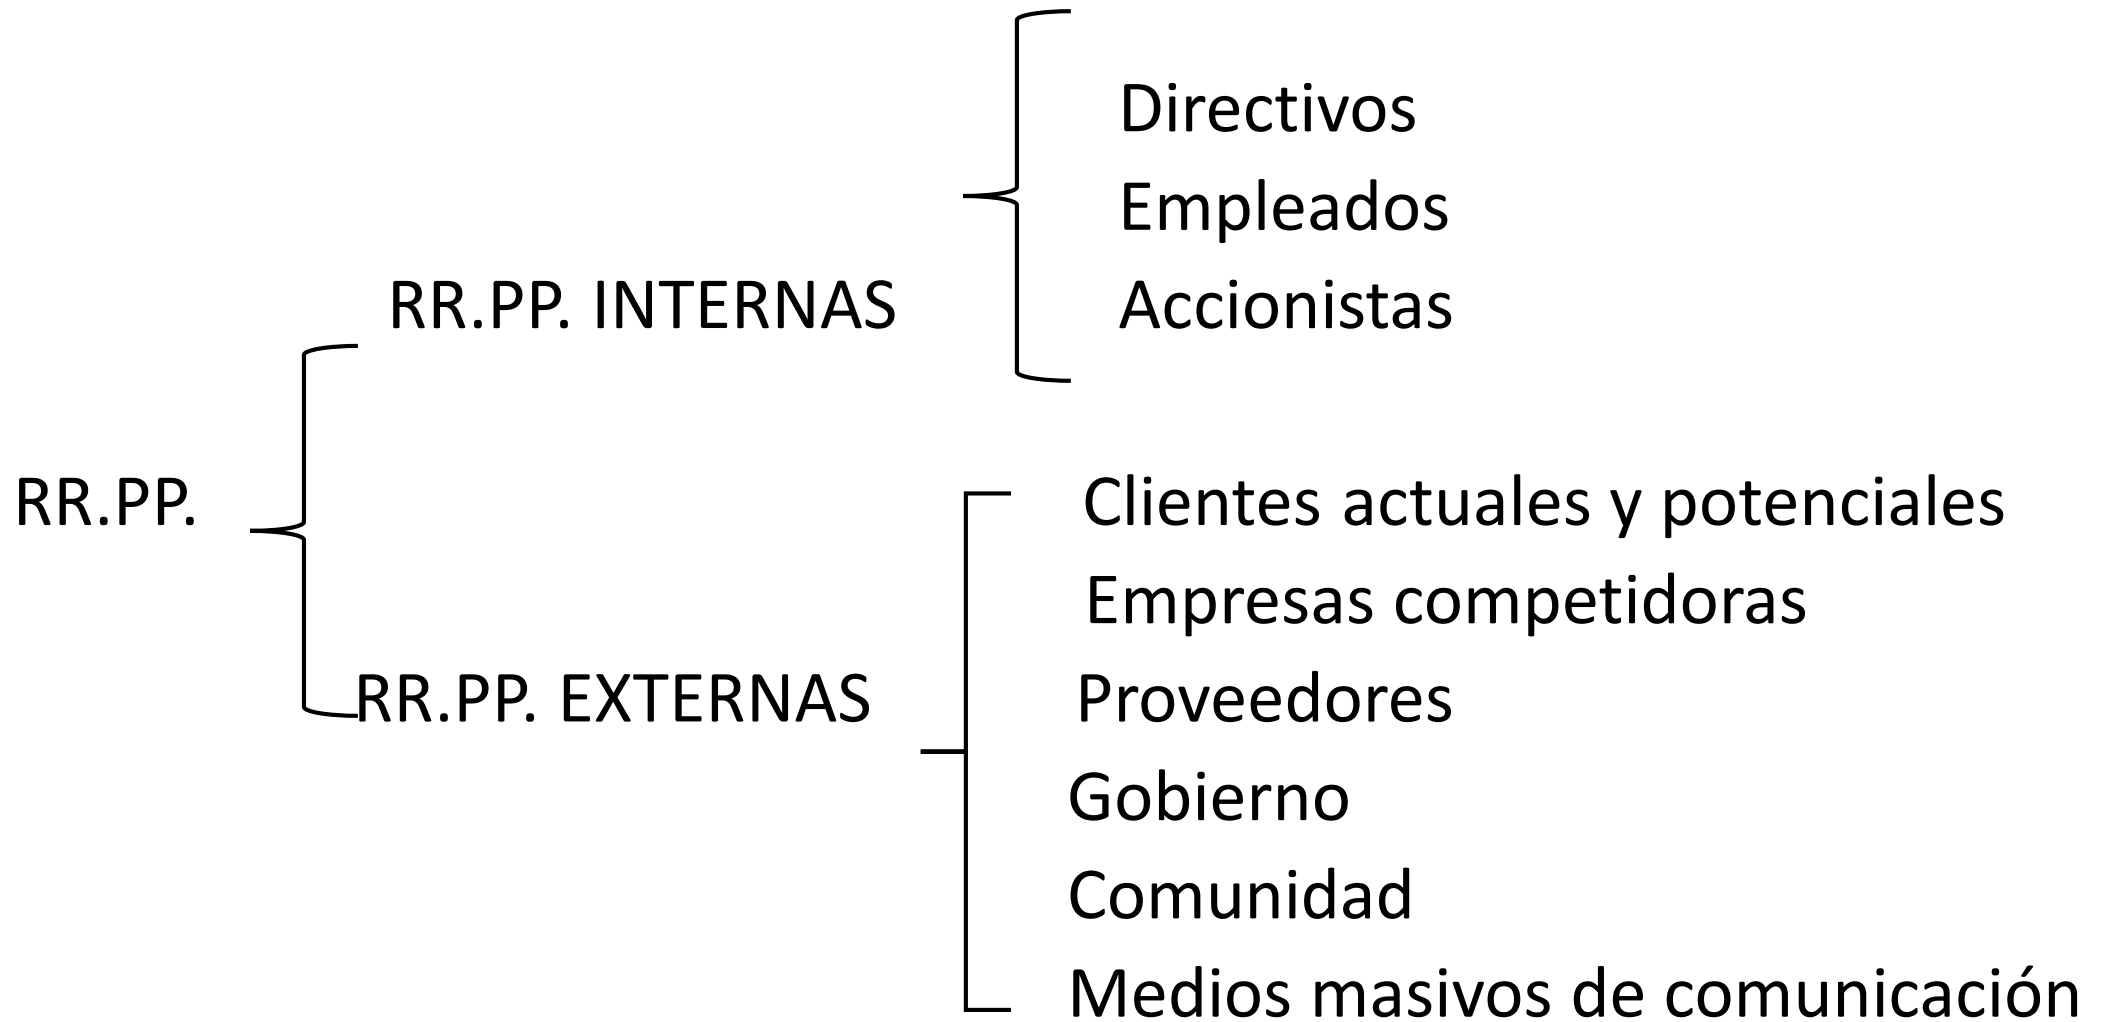 Directivos
Empleados
RR.PP. INTERNAS Accionistas
RR.PP. Clientes actuales y potenciales
Empresas competidoras
RR.PP. EXTERNAS Proveedores
Gobierno
Comunidad
Medios masivos de comunicación